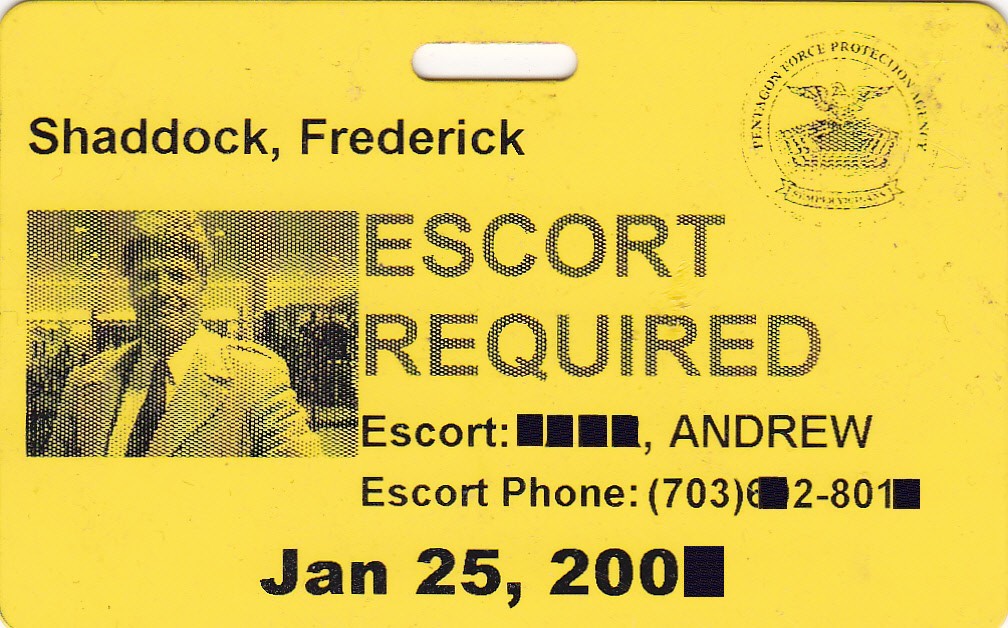 PENTAGON FORCE PROTECTION AGENCY
Shaddock, Frederick
ESCORT
REQUIRED
Escort: , ANDREW
Escort Phone: (703)6 2-801
Jan 25, 200